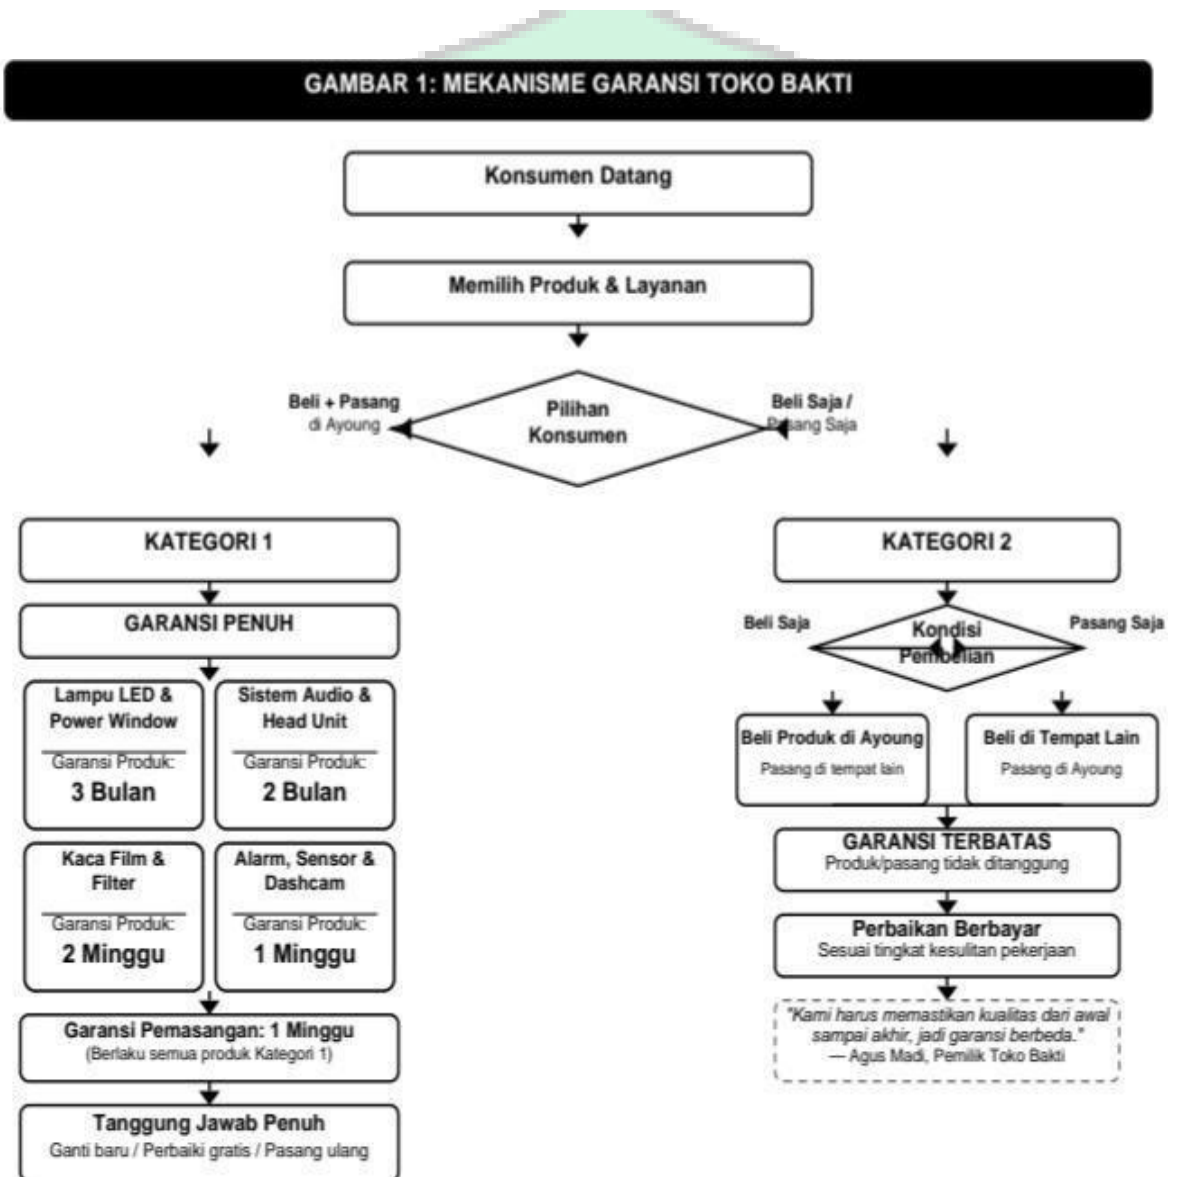 GAMBAR 1: MEKANISME GARANSI TOKO BAKTI
Konsumen Datang
Memilih Produk & Layanan
Beli + Pasang
di Ayoung
Pilihan
Konsumen
Beli Saja /
Pasang Saja
KATEGORI 1
GARANSI PENUH
Lampu LED &
Power Window
Garansi Produk:
3 Bulan
Sistem Audio &
Head Unit
Garansi Produk:
2 Bulan
Kaca Film &
Filter
Garansi Produk:
2 Minggu
Alarm, Sensor &
Dashcam
Garansi Produk:
1 Minggu
Garansi Pemasangan: 1 Minggu
(Berlaku semua produk Kategori 1)
Tanggung Jawab Penuh
Ganti baru / Perbaiki gratis / Pasang ulang
KATEGORI 2
Beli Saja
Kondisi
Pembelian
Pasang Saja
Beli Produk di Ayoung
Pasang di tempat lain
Beli di Tempat Lain
Pasang di Ayoung
GARANSI TERBATAS
Produk/pasang tidak ditanggung
Perbaikan Berbayar
Sesuai tingkat kesulitan pekerjaan
"Kami harus memastikan kualitas dari awal
sampai akhir, jadi garansi berbeda."
— Agus Madi, Pemilik Toko Bakti